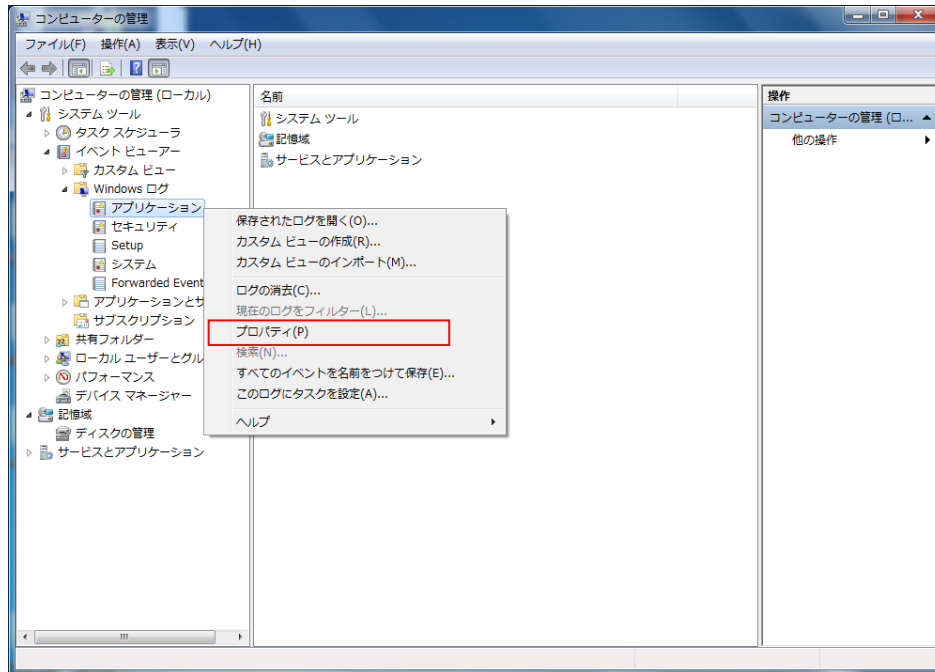 コンピューターの管理
ファイル(F) 操作(A) 表示(V) ヘルプ(H)
コンピューターの管理 (ローカル)
システム ツール
タスク スケジューラ
イベント ビューアー
カスタム ビュー
Windows ログ
アプリケーション
セキュリティ
Setup
システム
Forwarded Event
アプリケーションとサ
サブスクリプション
共有フォルダー
ローカル ユーザーとグル
パフォーマンス
デバイス マネージャー
記憶域
ディスクの管理
サービスとアプリケーション
名前
システム ツール
記憶域
サービスとアプリケーション
保存されたログを開く(O)...
カスタム ビューの作成(R)...
カスタム ビューのインポート(M)...
ログの消去(C)...
現在のログをフィルター(L)...
プロパティ(P)
検索(N)...
すべてのイベントを名前をつけて保存(E)...
このログにタスクを設定(A)...
ヘルプ
操作
コンピューターの管理 (ロ...
他の操作